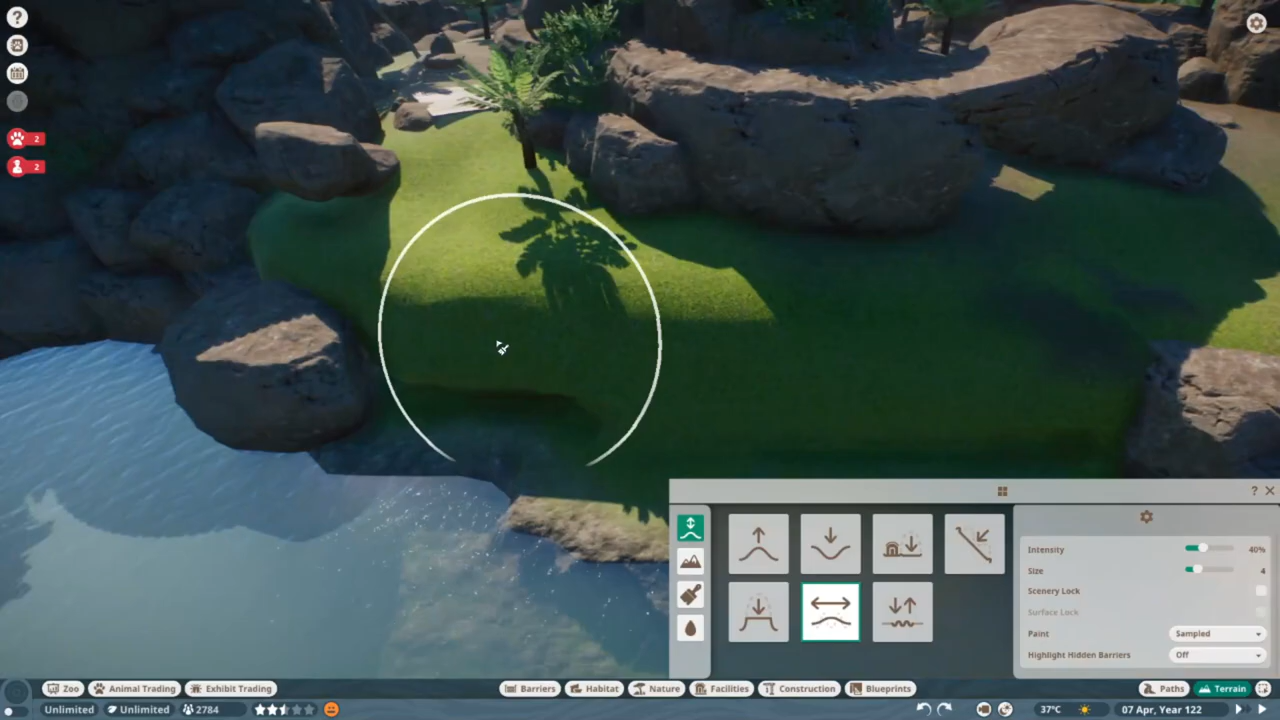 ?
2
2
? ×
Intensity 40%
Size 4
Scenery Lock
Surface Lock
Paint Sampled
Highlight Hidden Barriers Off
Zoo Animal Trading Exhibit Trading Barriers Habitat Nature Facilities Construction Blueprints Paths Terrain
Unlimited Unlimited 2784 37°C 07 Apr, Year 122